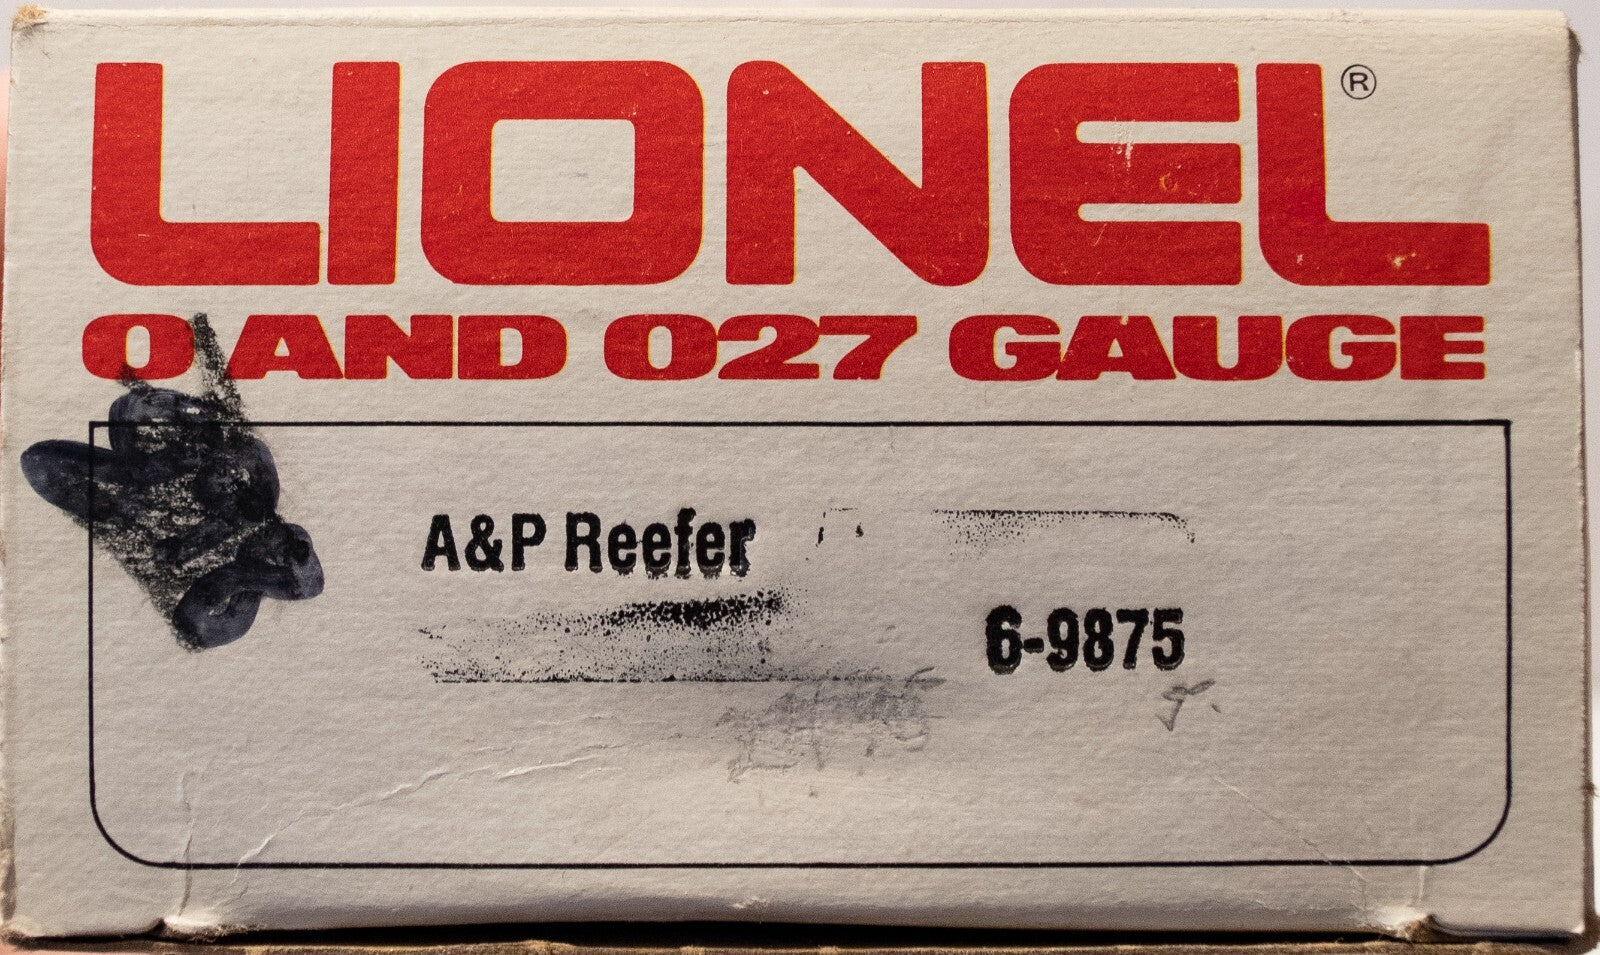 LIONEL®
O AND O27 GAUGE
A&P Reefer
6-9875